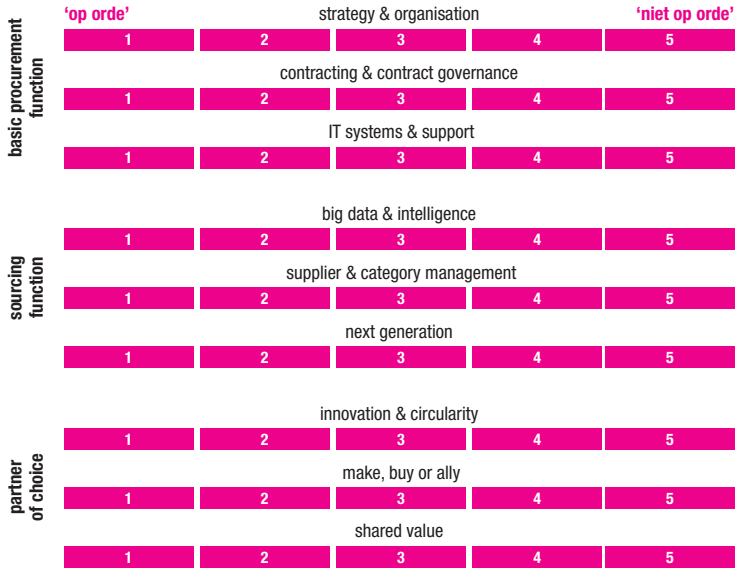 ‘op orde’ strategy & organisation ‘niet op orde’
1 2 3 4 5
contracting & contract governance
1 2 3 4 5
IT systems & support
1 2 3 4 5
basic procurement
function
big data & intelligence
1 2 3 4 5
supplier & category management
1 2 3 4 5
next generation
1 2 3 4 5
sourcing
function
innovation & circularity
1 2 3 4 5
make, buy or ally
1 2 3 4 5
shared value
1 2 3 4 5
partner
of choice